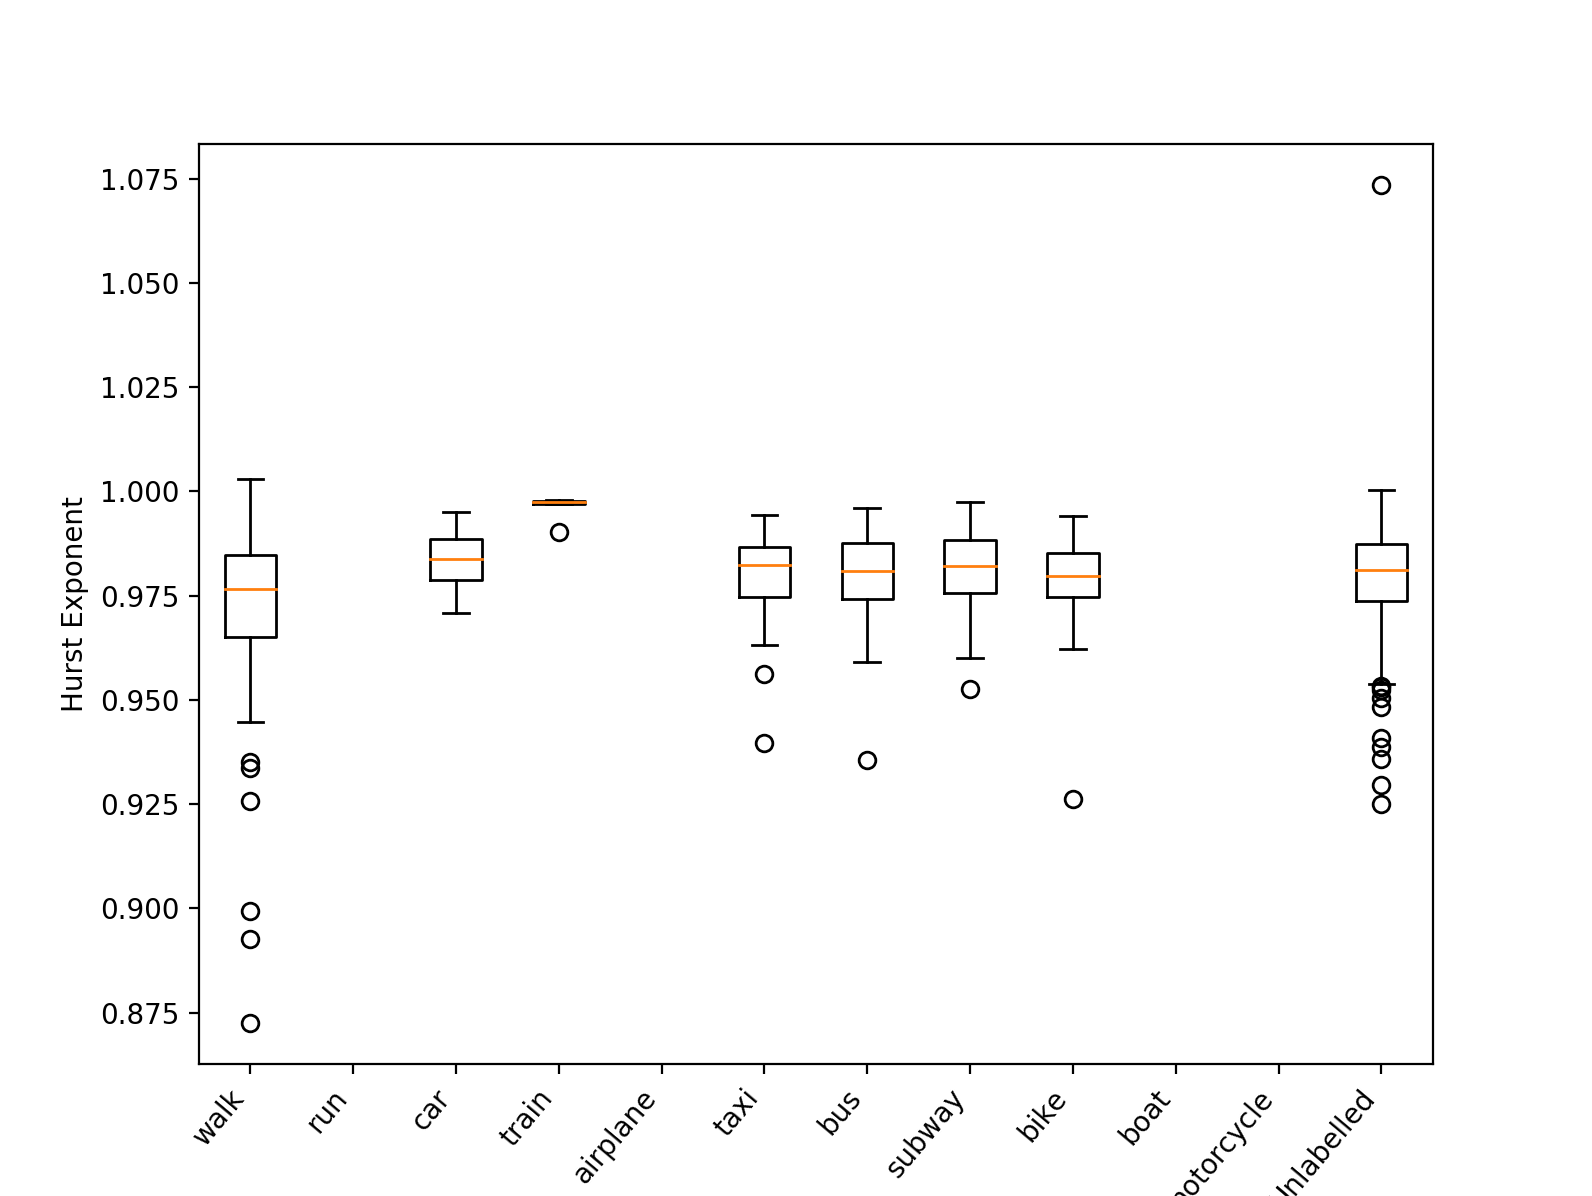 Hurst Exponent
1.075
1.050
1.025
1.000
0.975
0.950
0.925
0.900
0.875
walk
run
car
train
airplane
taxi
bus
subway
bike
boat